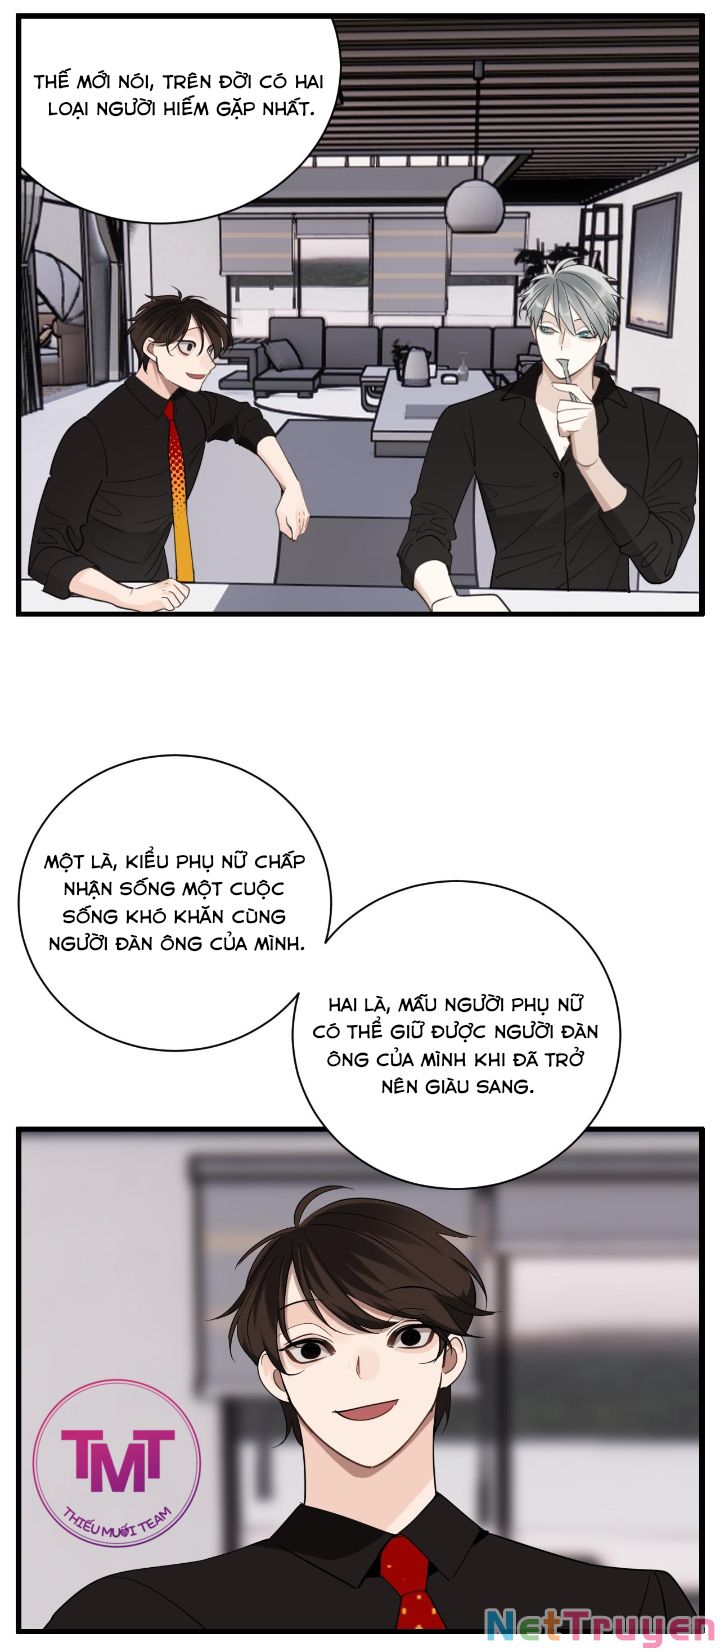 THẾ MỚI NÓI, TRÊN ĐỜI CÓ HAI
LOẠI NGƯỜI HIẾM GẶP NHẤT.
MỘT LÀ, KIỂU PHỤ NỮ CHẤP
NHẬN SỐNG MỘT CUỘC
SỐNG KHÓ KHĂN CÙNG
NGƯỜI ĐÀN ÔNG CỦA MÌNH.
HAI LÀ, MẪU NGƯỜI PHỤ NỮ
CÓ THỂ GIỮ ĐƯỢC NGƯỜI ĐÀN
ÔNG CỦA MÌNH KHI ĐÃ TRỞ
NÊN GIÀU SANG.
TMT
THIẾU MUỐI TEAM
NetTruyen